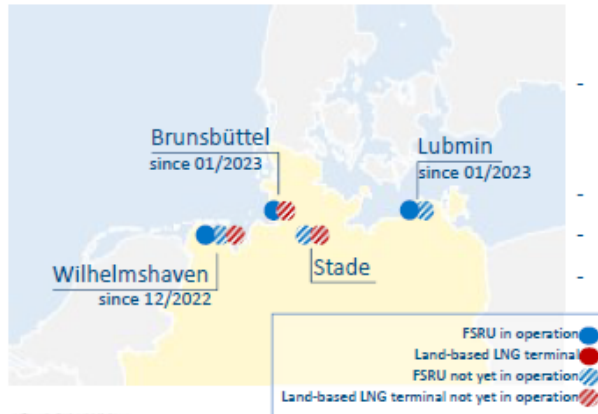 Brunsbüttel
since 01/2023
Lubmin
since 01/2023
Wilhelmshaven
since 12/2022
Stade
FSRU in operation
Land-based LNG terminal
FSRU not yet in operation
Land-based LNG terminal not yet in operation
-
-
-
-